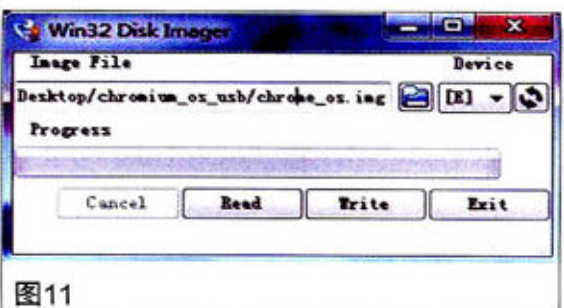 Win32 Disk Imager
Image File
Device
Desktop/chromium_os_usb/chrome_os.img
[E]
Progress
Cancel
Read
Write
Exit
图11